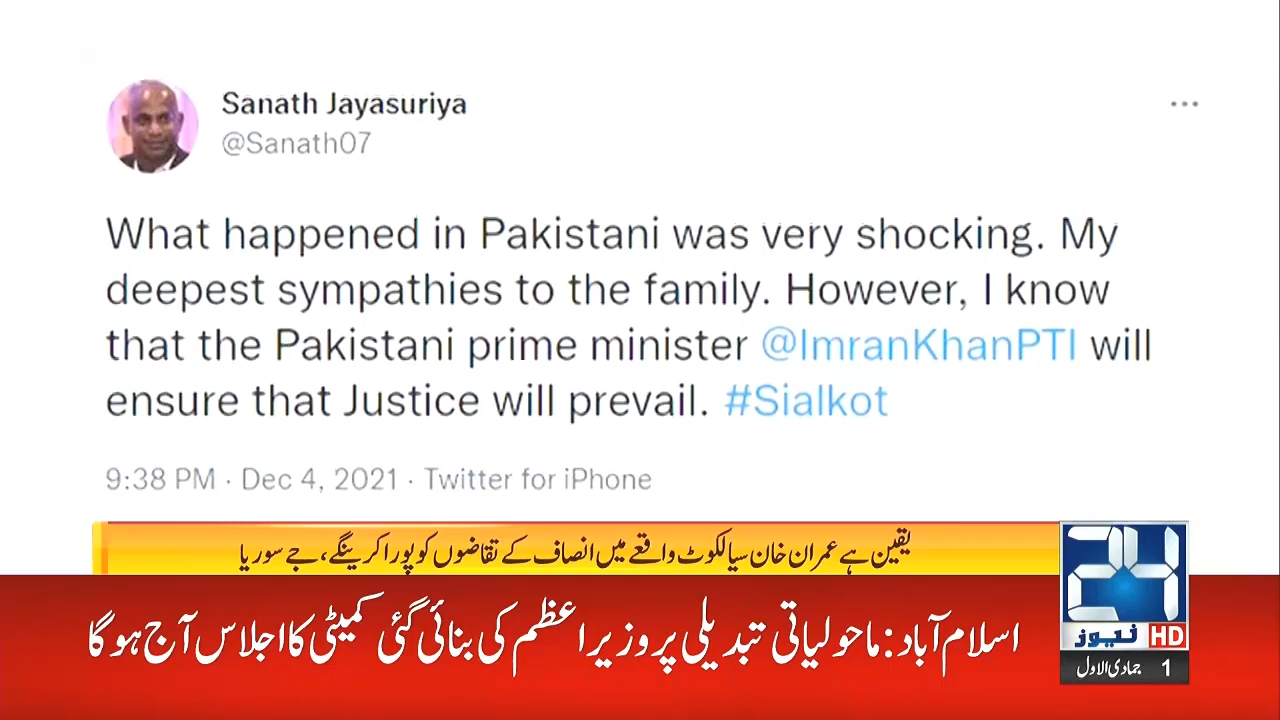 Sanath Jayasuriya
@Sanath07
What happened in Pakistani was very shocking. My
deepest sympathies to the family. However, I know
that the Pakistani prime minister @ImranKhanPTI will
ensure that Justice will prevail. #Sialkot
9:38 PM · Dec 4, 2021 · Twitter for iPhone
یقین ہے عمران خان سیالکوٹ واقعے میں انصاف کے تقاضوں کو پورا کرینگے، جے سوریا
اسلام آباد: ماحولیاتی تبدیلی پر وزیر اعظم کی بنائی گئی کمیٹی کا اجلاس آج ہوگا
24
نیوز HD
1 جمادی الاول